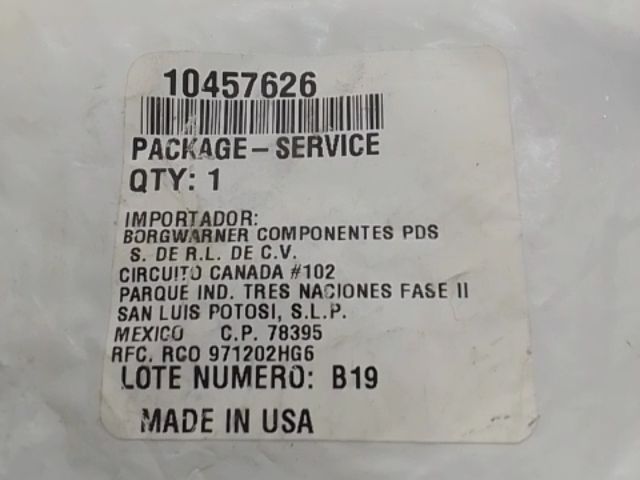 10457626
PACKAGE-SERVICE
QTY: 1
IMPORTADOR:
BORGWARNER COMPONENTES PDS
S. DE R.L. DE C.V.
CIRCUITO CANADA #102
PARQUE IND. TRES NACIONES FASE II
SAN LUIS POTOSI, S.L.P.
MEXICO C.P. 78395
RFC. RCO 971202HG6
LOTE NUMERO: B19
MADE IN USA